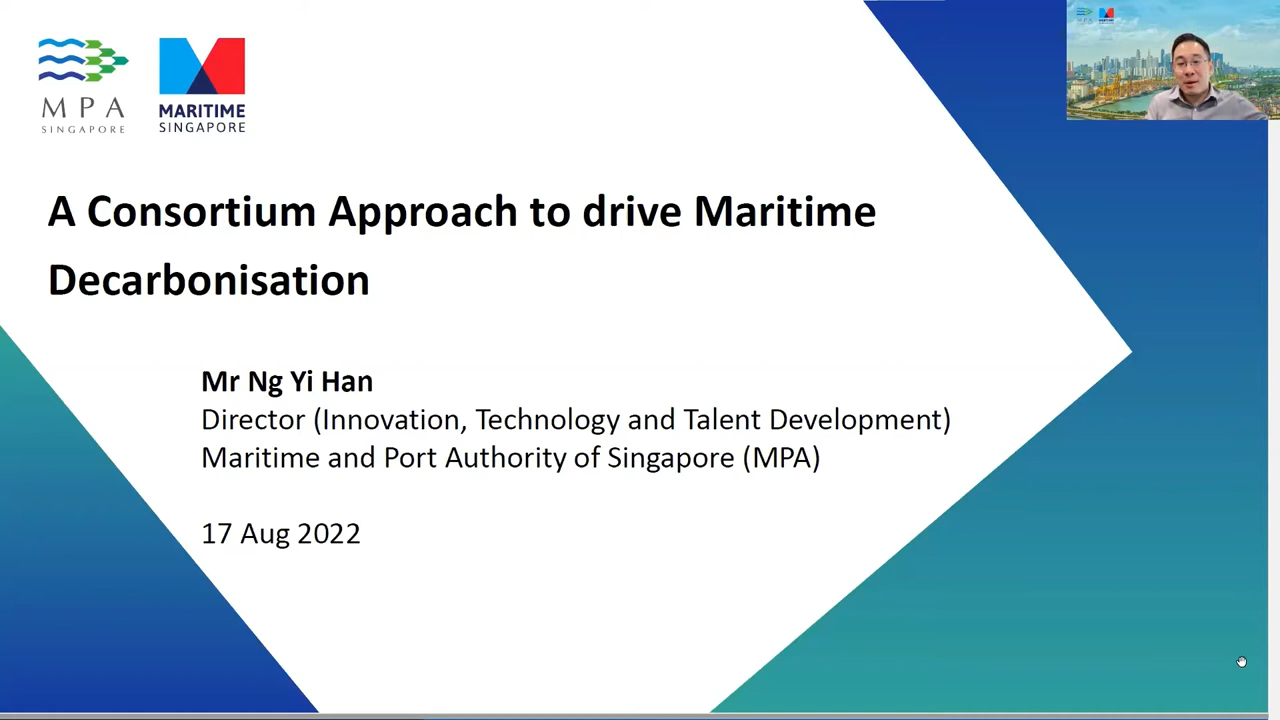 MPA
SINGAPORE
MARITIME
SINGAPORE
A Consortium Approach to drive Maritime
Decarbonisation
Mr Ng Yi Han
Director (Innovation, Technology and Talent Development)
Maritime and Port Authority of Singapore (MPA)
17 Aug 2022